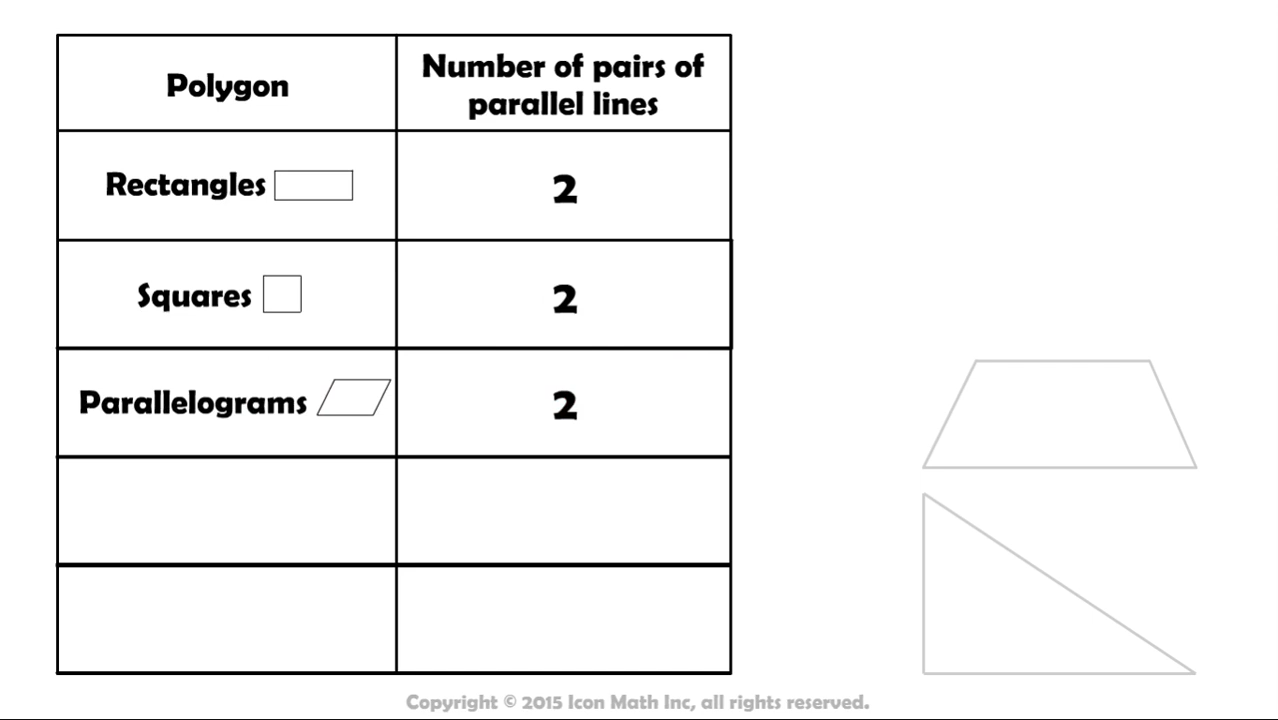 Polygon
Number of pairs of
parallel lines
Rectangles
2
Squares
2
Parallelograms
2
Copyright © 2015 Icon Math Inc, all rights reserved.